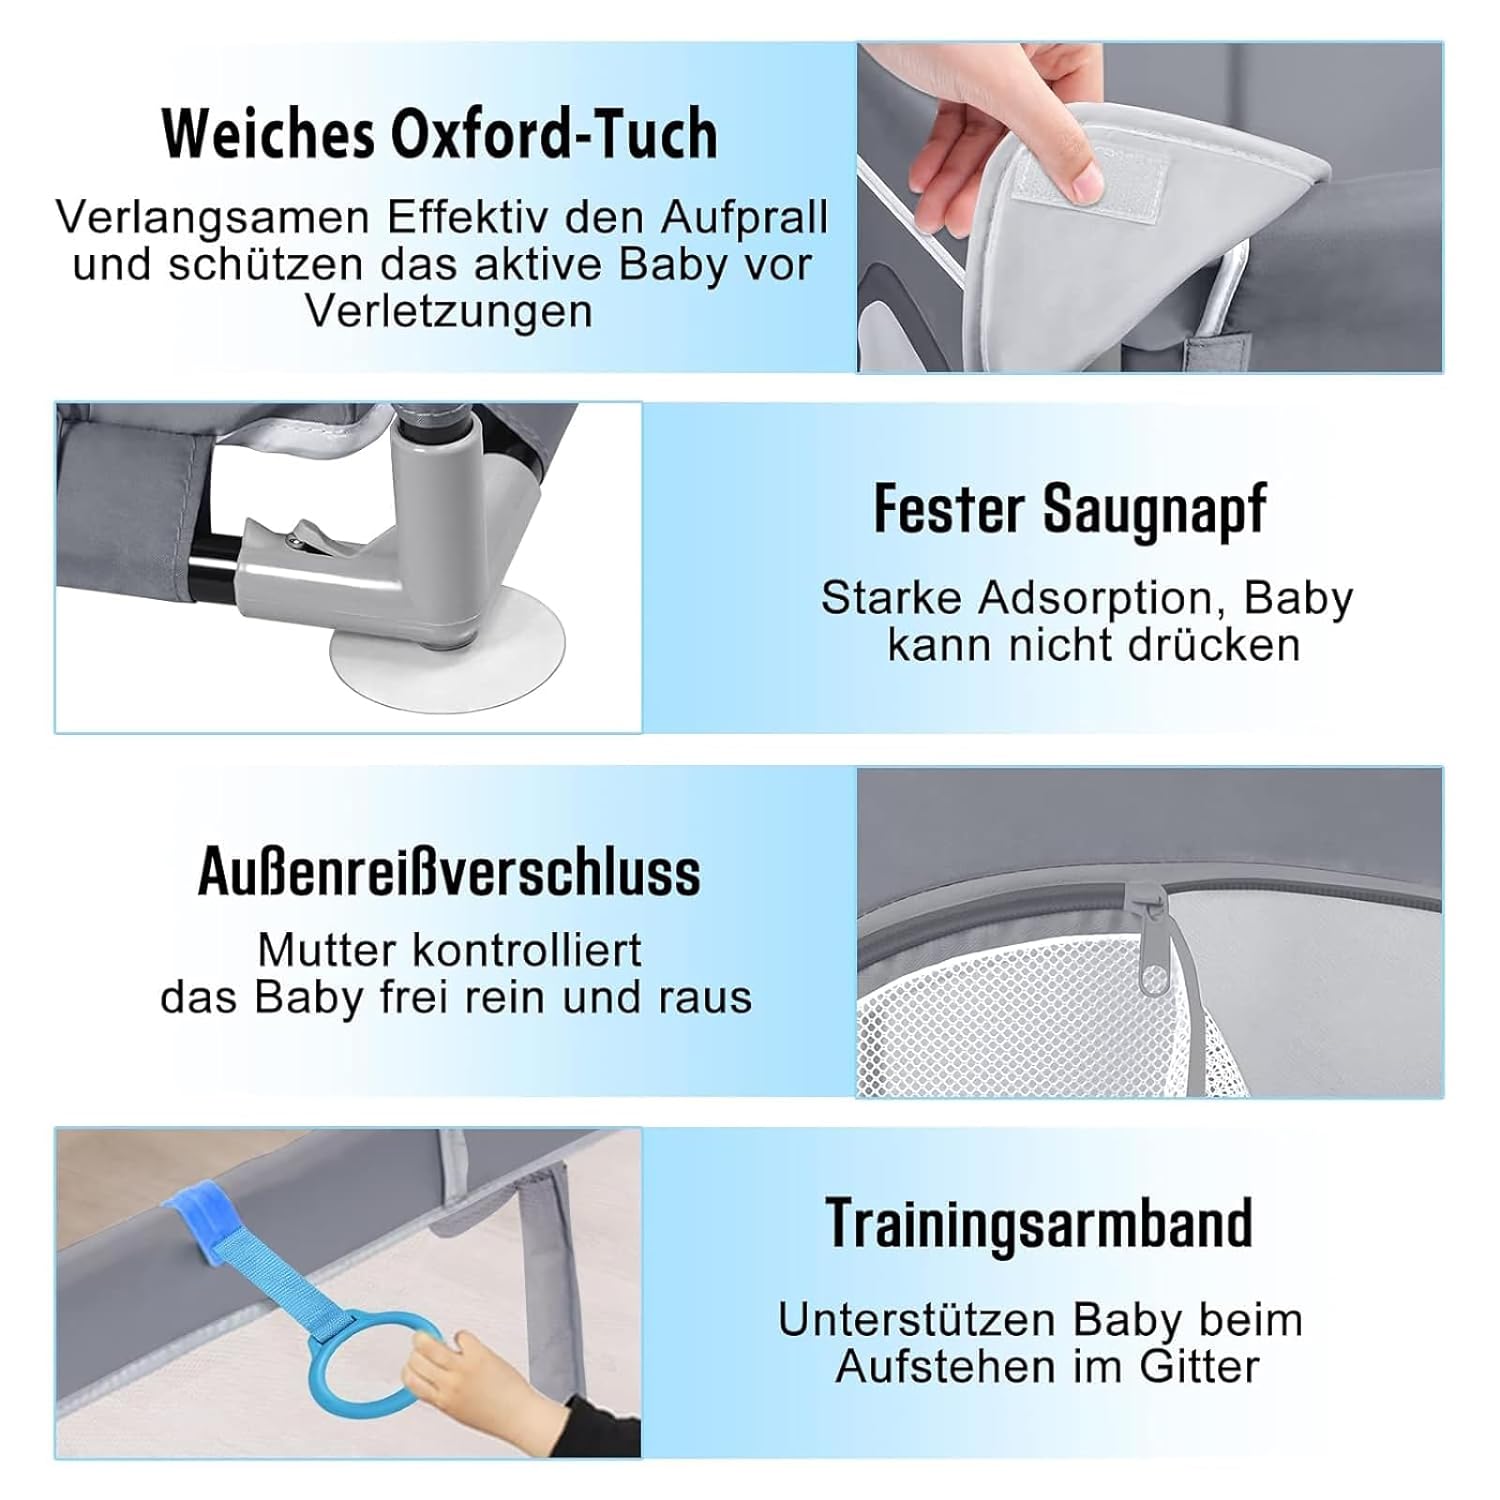 Weiches Oxford-Tuch
Verlangsamen Effektiv den Aufprall
und schützen das aktive Baby vor
Verletzungen
Fester Saugnapf
Starke Adsorption, Baby
kann nicht drücken
Außenreißverschluss
Mutter kontrolliert
das Baby frei rein und raus
Trainingsarmband
Unterstützen Baby beim
Aufstehen im Gitter